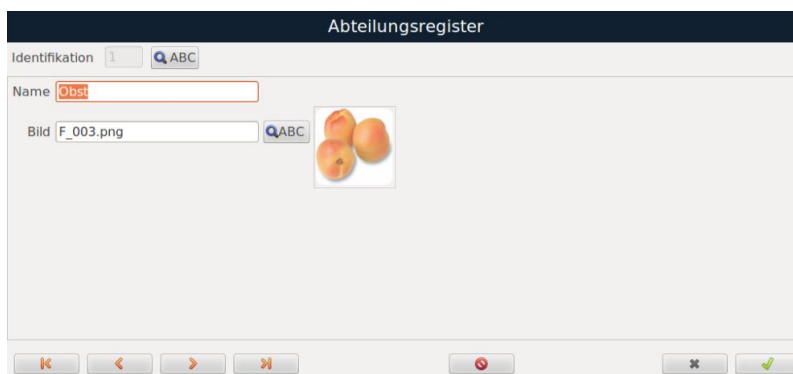 Abteilungsregister
Identifikation 1 ABC
Name Obst
Bild F_003.png ABC